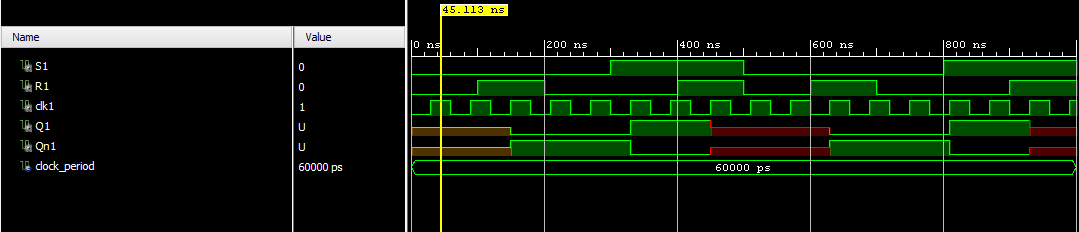 45.113 ns
Name Value
0 ns 200 ns 400 ns 600 ns 800 ns
S1 0
R1 0
clk1 1
Q1 U
Qn1 U
clock_period 60000 ps 60000 ps